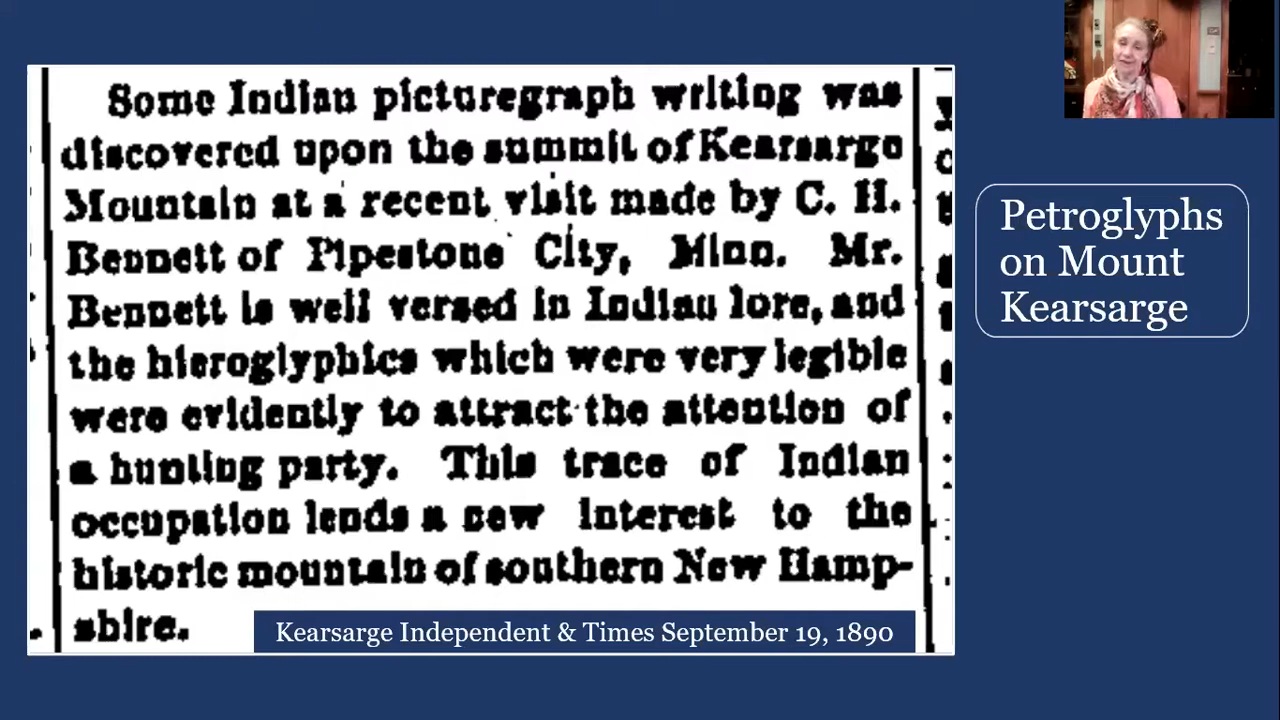 Some Indian picturegraph writing was
discovered upon the summit of Kearsarge
Mountain at a recent visit made by C. H.
Bennett of Pipestone City, Minn. Mr.
Bennett is well versed in Indian lore, and
the hieroglyphics which were very legible
were evidently to attract the attention of
a hunting party. This trace of Indian
occupation lends a new interest to the
historic mountain of southern New Hamp-
shire.
Kearsarge Independent & Times September 19, 1890
Petroglyphs
on Mount
Kearsarge